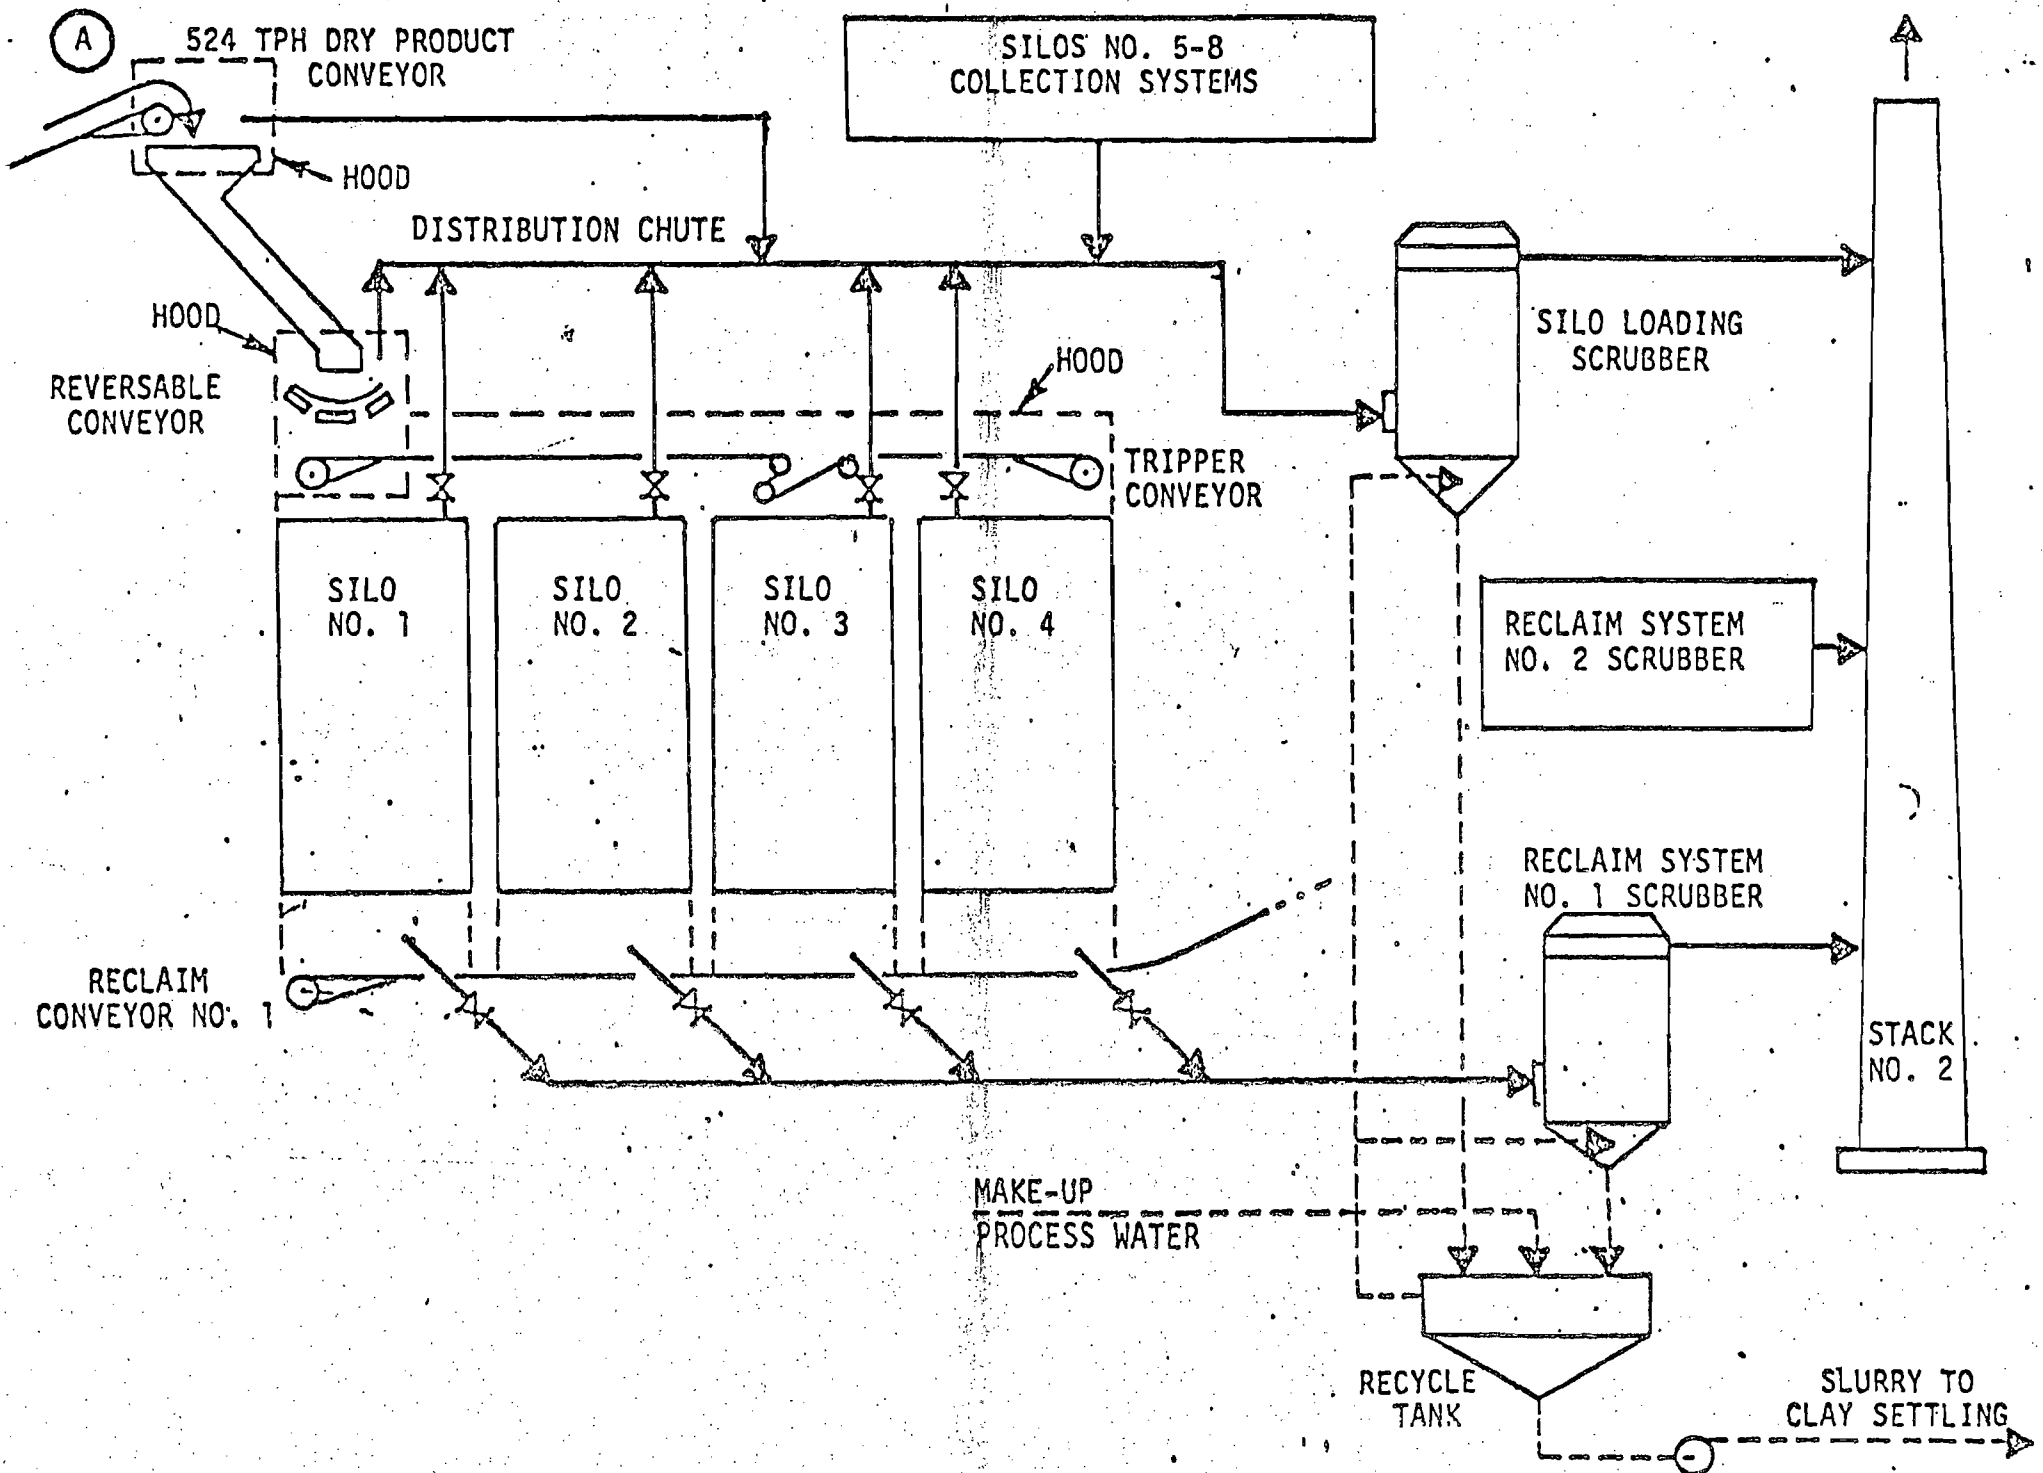 A
524 TPH DRY PRODUCT
CONVEYOR
SILOS NO. 5-8
COLLECTION SYSTEMS
HOOD
DISTRIBUTION CHUTE
HOOD
REVERSABLE
CONVEYOR
HOOD
SILO LOADING
SCRUBBER
TRIPPER
CONVEYOR
SILO
NO. 1
SILO
NO. 2
SILO
NO. 3
SILO
NO. 4
RECLAIM SYSTEM
NO. 2 SCRUBBER
RECLAIM SYSTEM
NO. 1 SCRUBBER
RECLAIM
CONVEYOR NO. 1
STACK
NO. 2
MAKE-UP
PROCESS WATER
RECYCLE
TANK
SLURRY TO
CLAY SETTLING